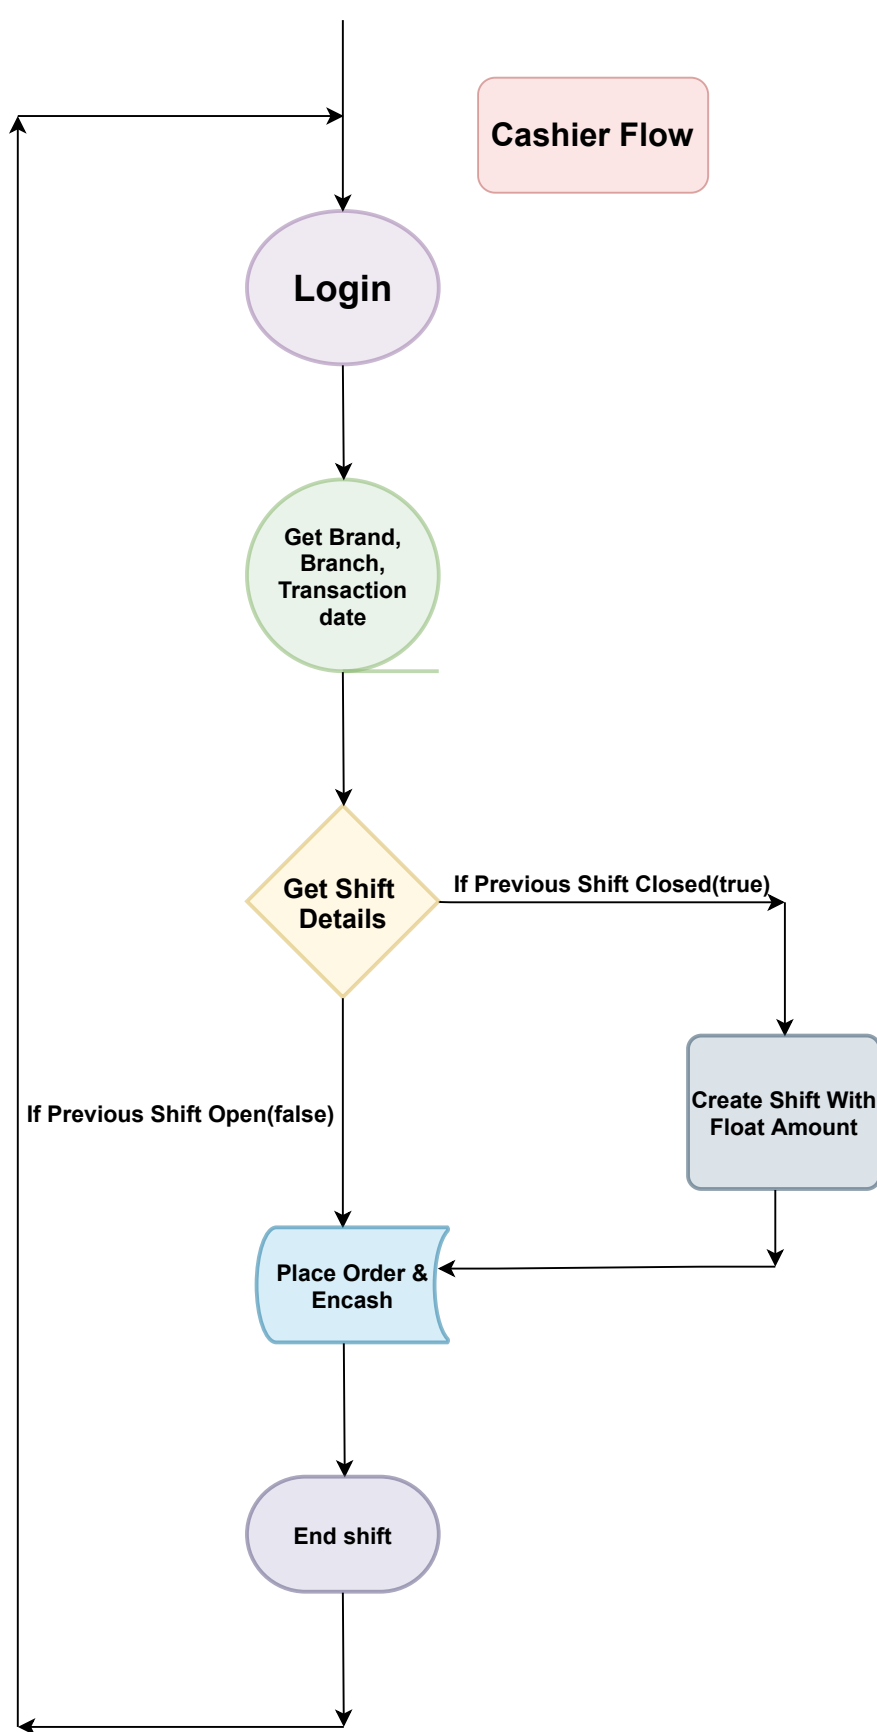 Cashier Flow
Login
Get Brand,
Branch,
Transaction
date
Get Shift
Details
If Previous Shift Closed(true)
Create Shift With
Float Amount
If Previous Shift Open(false)
Place Order &
Encash
End shift